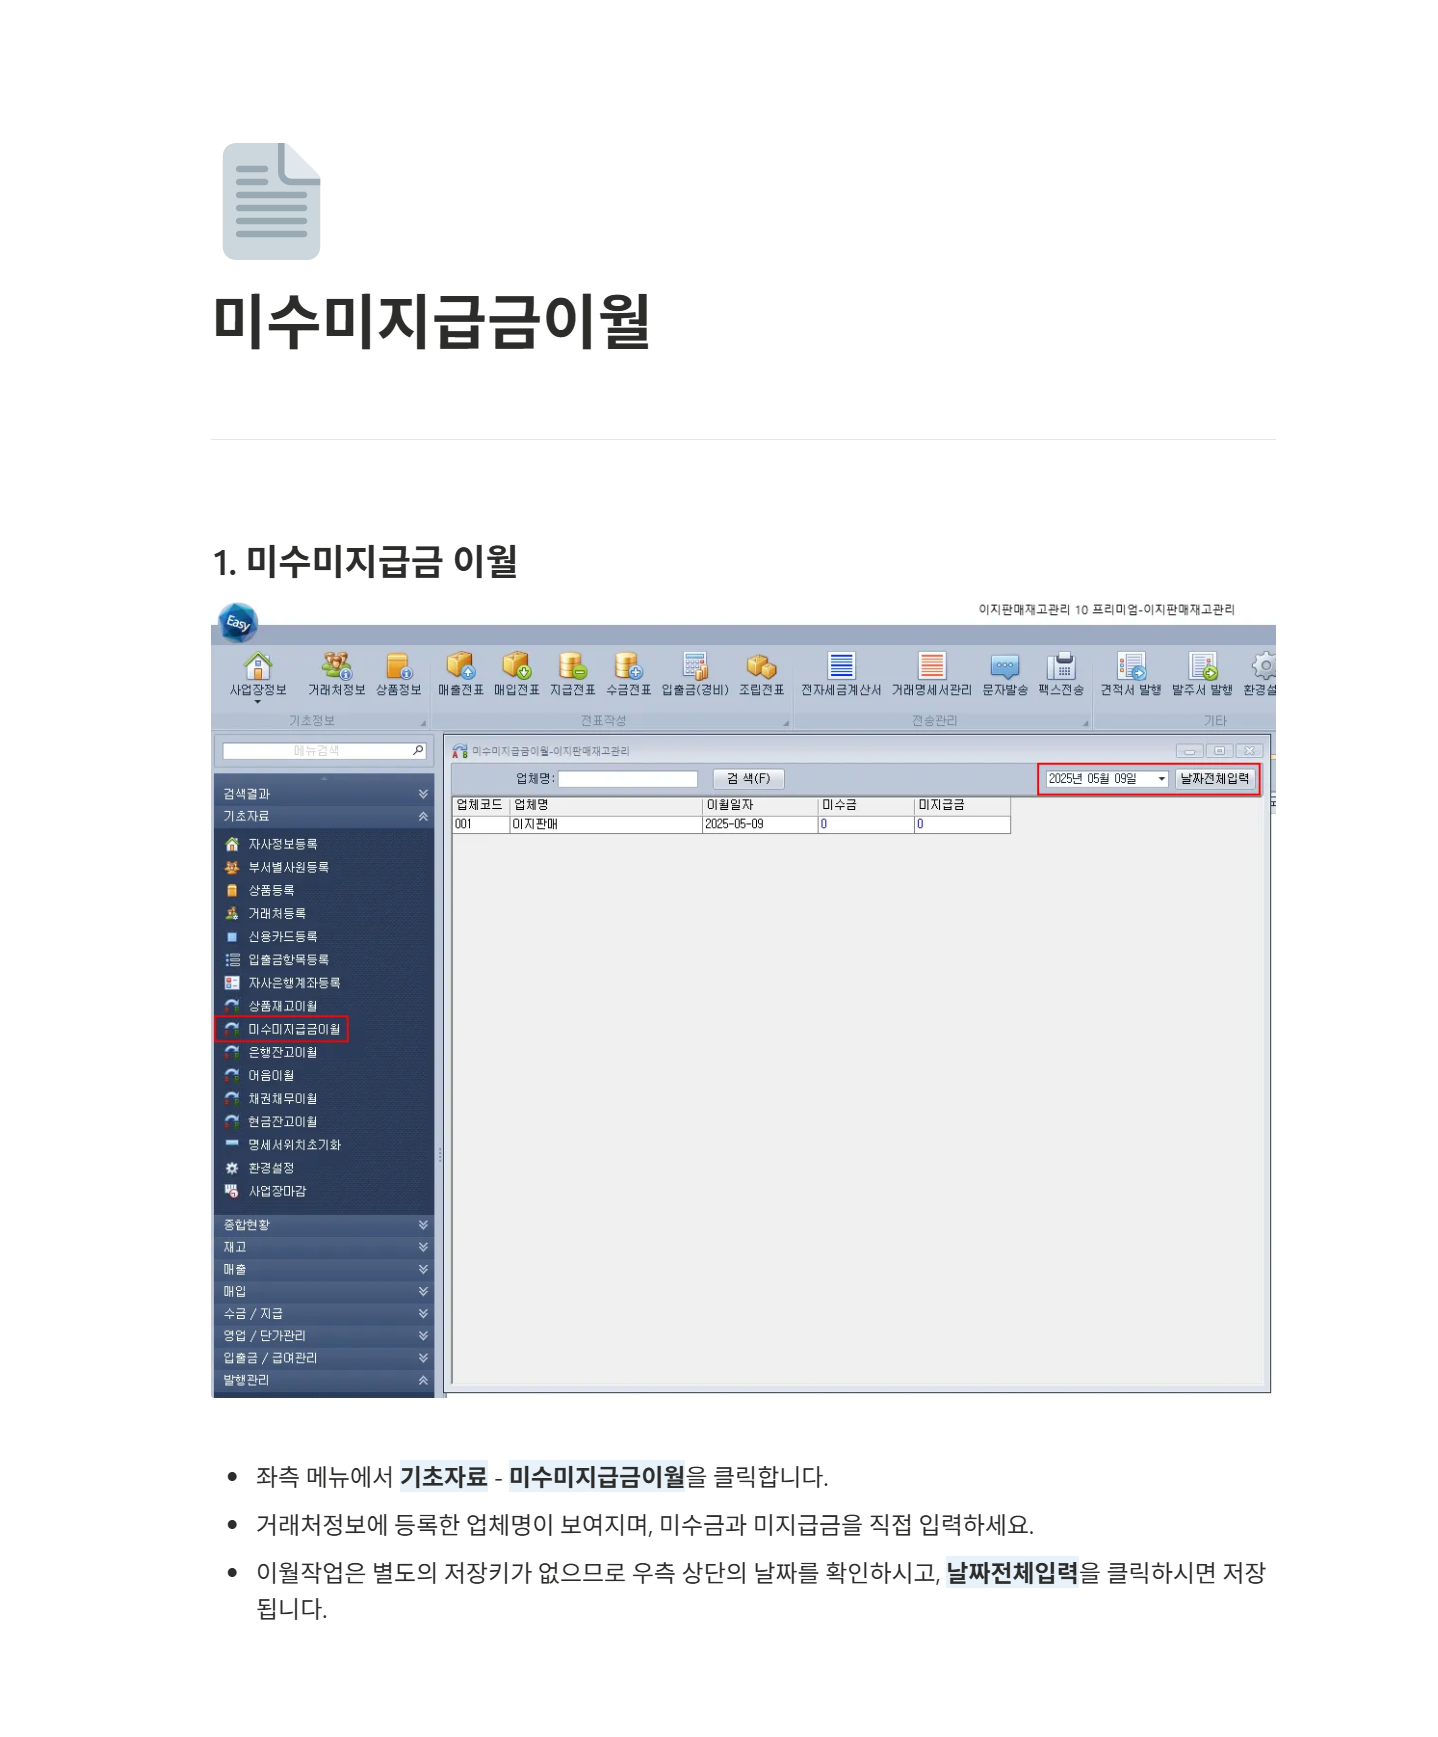 미수미지급금이월
1. 미수미지급금 이월
Easy
이지판매재고관리 10 프리미엄-이지판매재고관리
사업장정보 거래처정보 상품정보 매출전표 매입전표 지급전표 수금전표 입출금(경비) 조립전표 전자세금계산서 거래명세서관리 문자발송 팩스전송 견적서 발행 발주서 발행
기초정보 전표작성 전송관리 기타
메뉴검색
검색결과
기초자료
자사정보등록
부서별사원등록
상품등록
거래처등록
신용카드등록
입출금항목등록
자사은행계좌등록
상품재고이월
미수미지급금이월
은행잔고이월
어음이월
채권채무이월
현금잔고이월
명세서위치초기화
환경설정
사업장마감
종합현황
재고
매출
매입
수금 / 지급
영업 / 단가관리
입출금 / 급여관리
발행관리
미수미지급금이월-이지판매재고관리
업체명: 검 색(F) 2025년 05월 09일 날짜전체입력
업체코드 업체명 이월일자 미수금 미지급금
001 이지판매 2025-05-09 0 0
좌측 메뉴에서 기초자료 - 미수미지급금이월을 클릭합니다.
거래처정보에 등록한 업체명이 보여지며, 미수금과 미지급금을 직접 입력하세요.
이월작업은 별도의 저장키가 없으므로 우측 상단의 날짜를 확인하시고, 날짜전체입력을 클릭하시면 저장
됩니다.